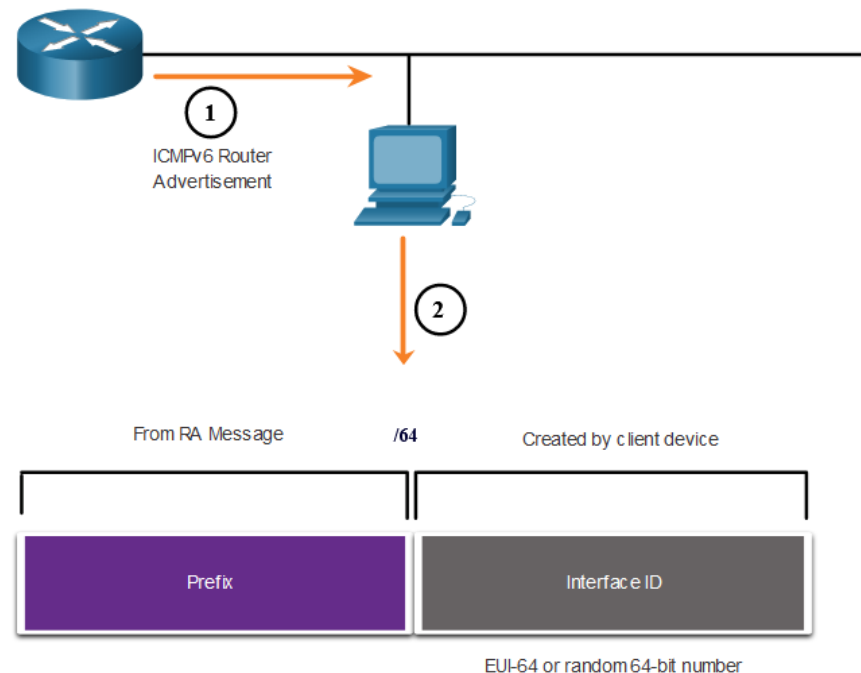 1
ICMPv6 Router
Advertisement
2
From RA Message
/64
Created by client device
Prefix
Interface ID
EUI-64 or random 64-bit number